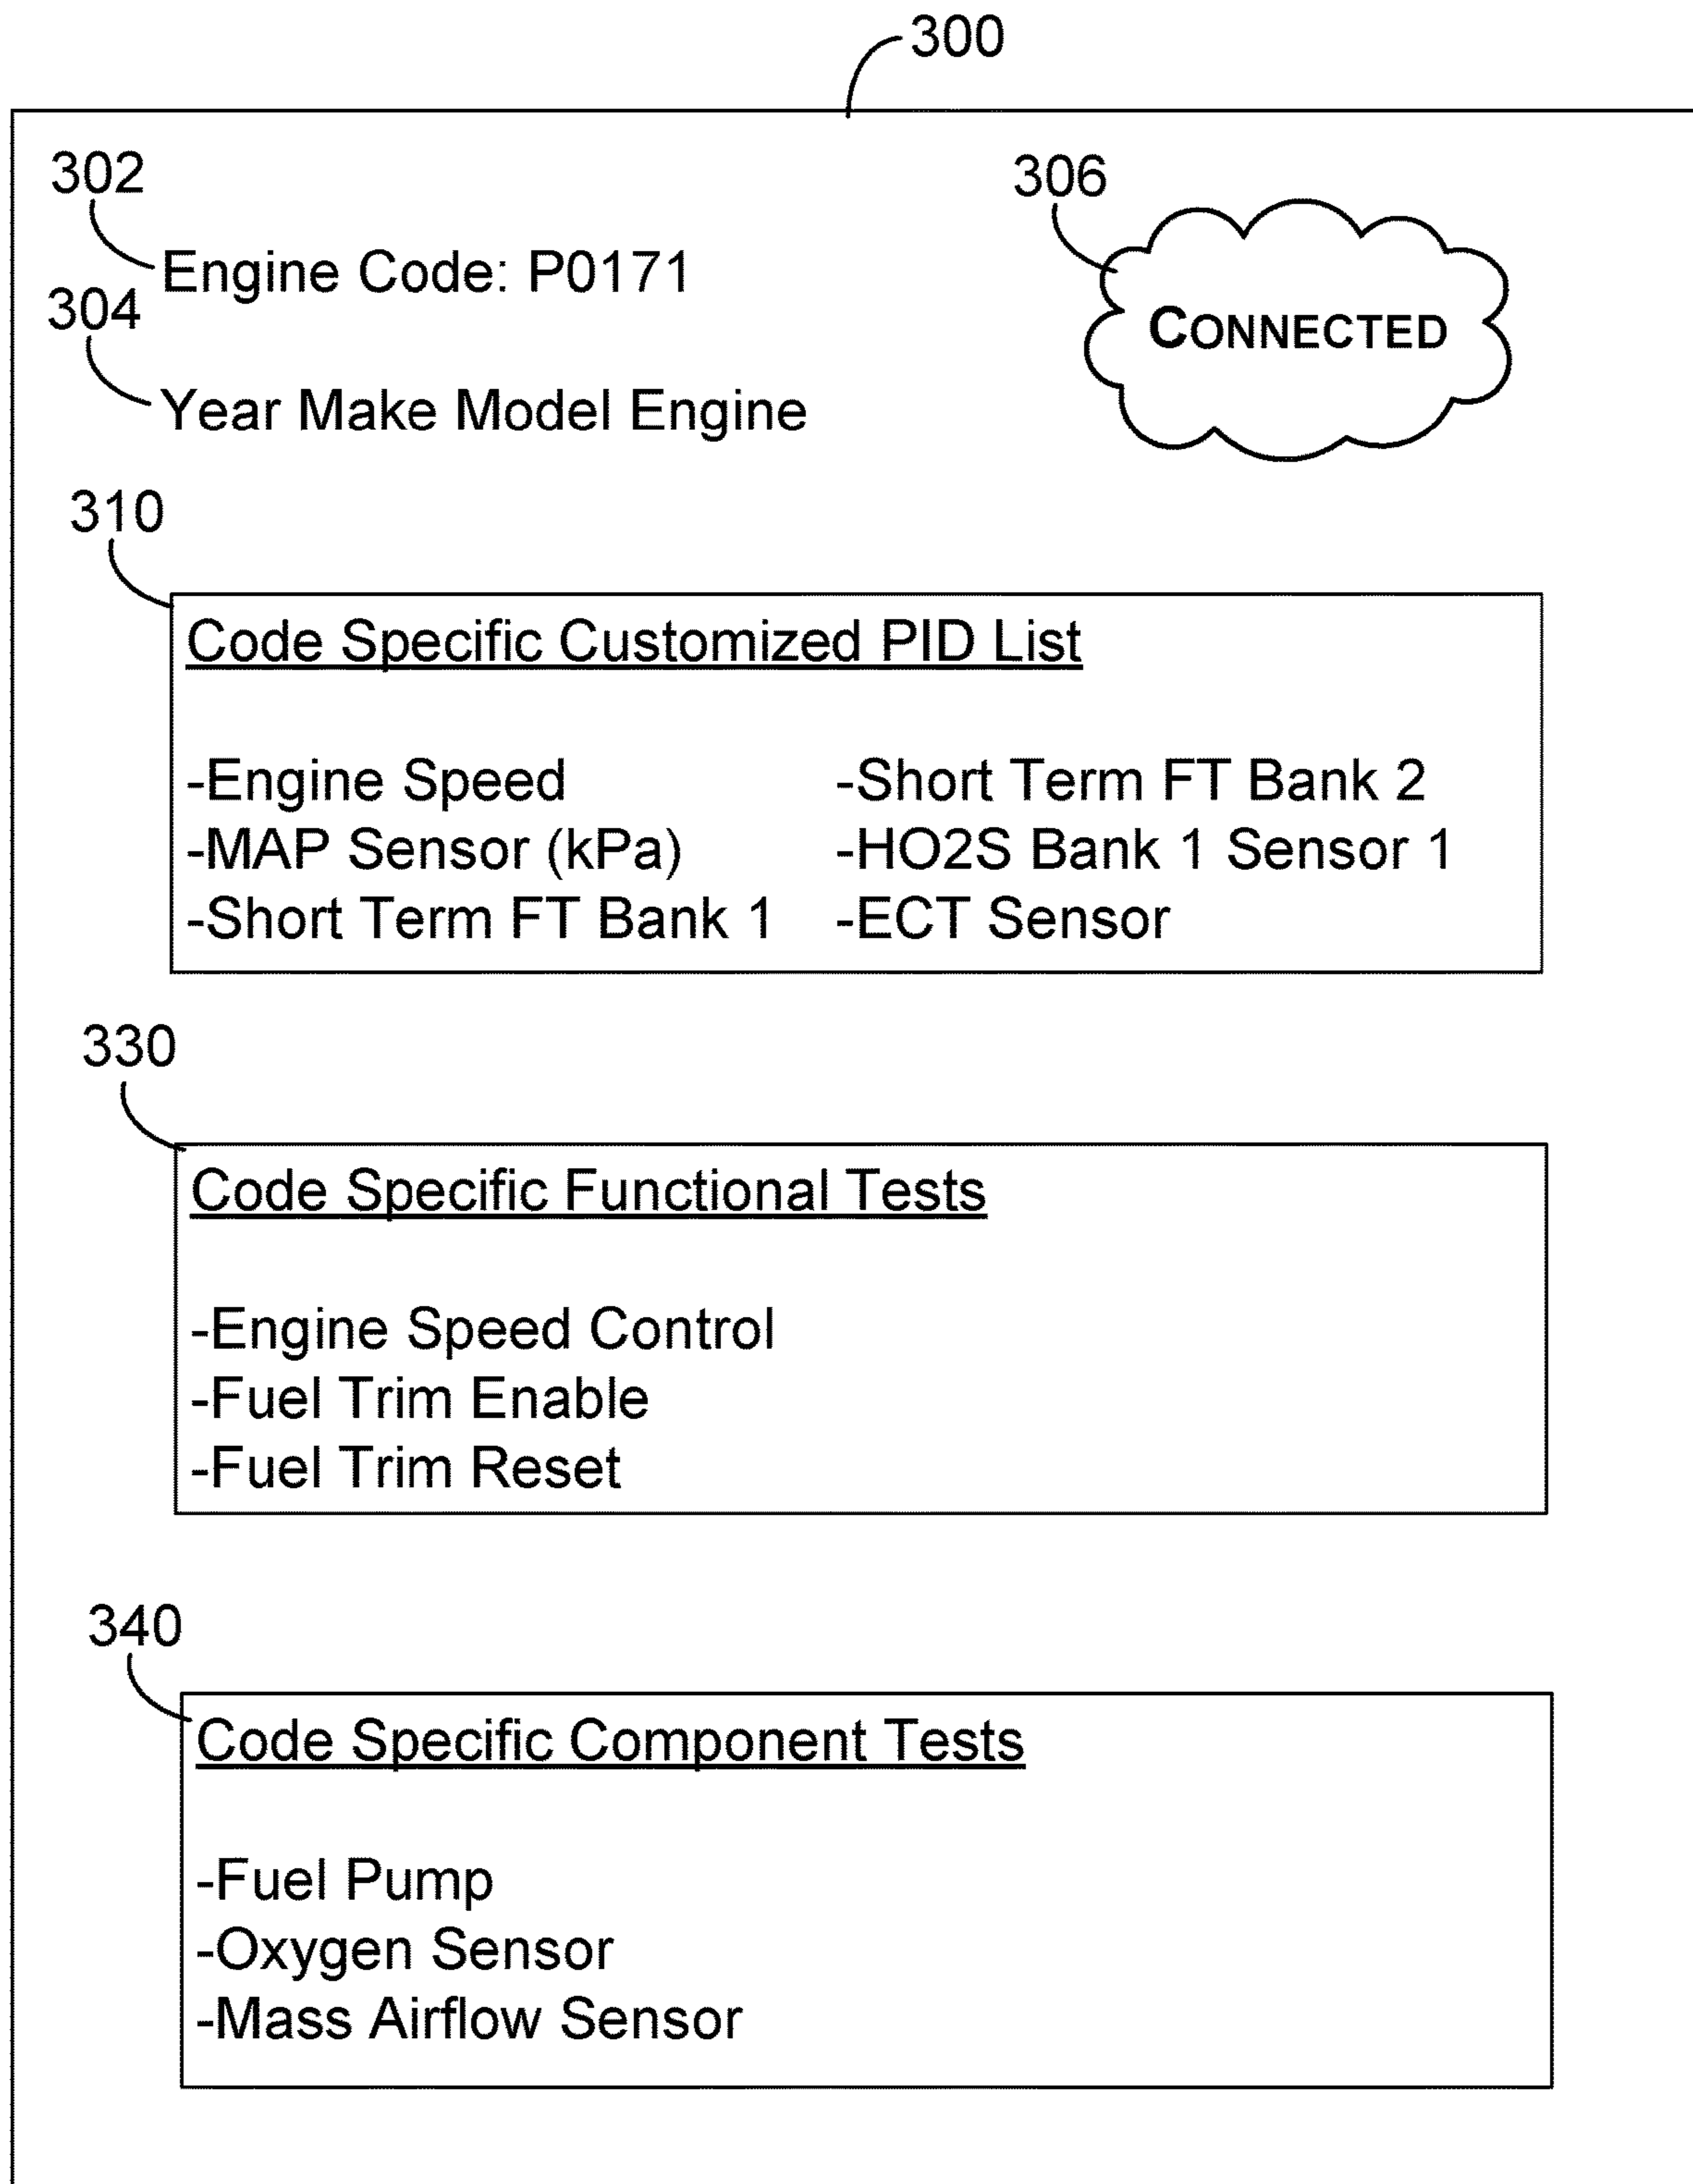 300
302
306
Engine Code: P0171
304
CONNECTED
Year Make Model Engine
310
Code Specific Customized PID List
-Engine Speed
-MAP Sensor (kPa)
-Short Term FT Bank 1
-Short Term FT Bank 2
-HO2S Bank 1 Sensor 1
-ECT Sensor
330
Code Specific Functional Tests
-Engine Speed Control
-Fuel Trim Enable
-Fuel Trim Reset
340
Code Specific Component Tests
-Fuel Pump
-Oxygen Sensor
-Mass Airflow Sensor